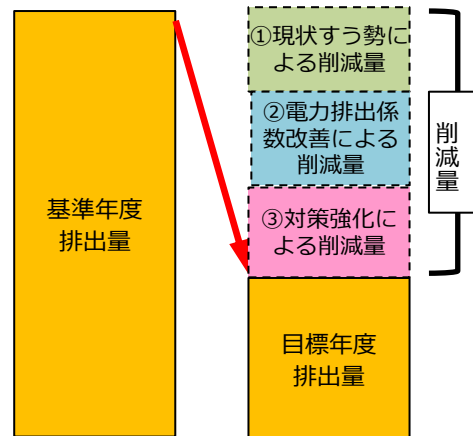 基準年度
排出量
①現状すう勢に
よる削減量
②電力排出係
数改善による
削減量
③対策強化に
よる削減量
目標年度
排出量
削減量